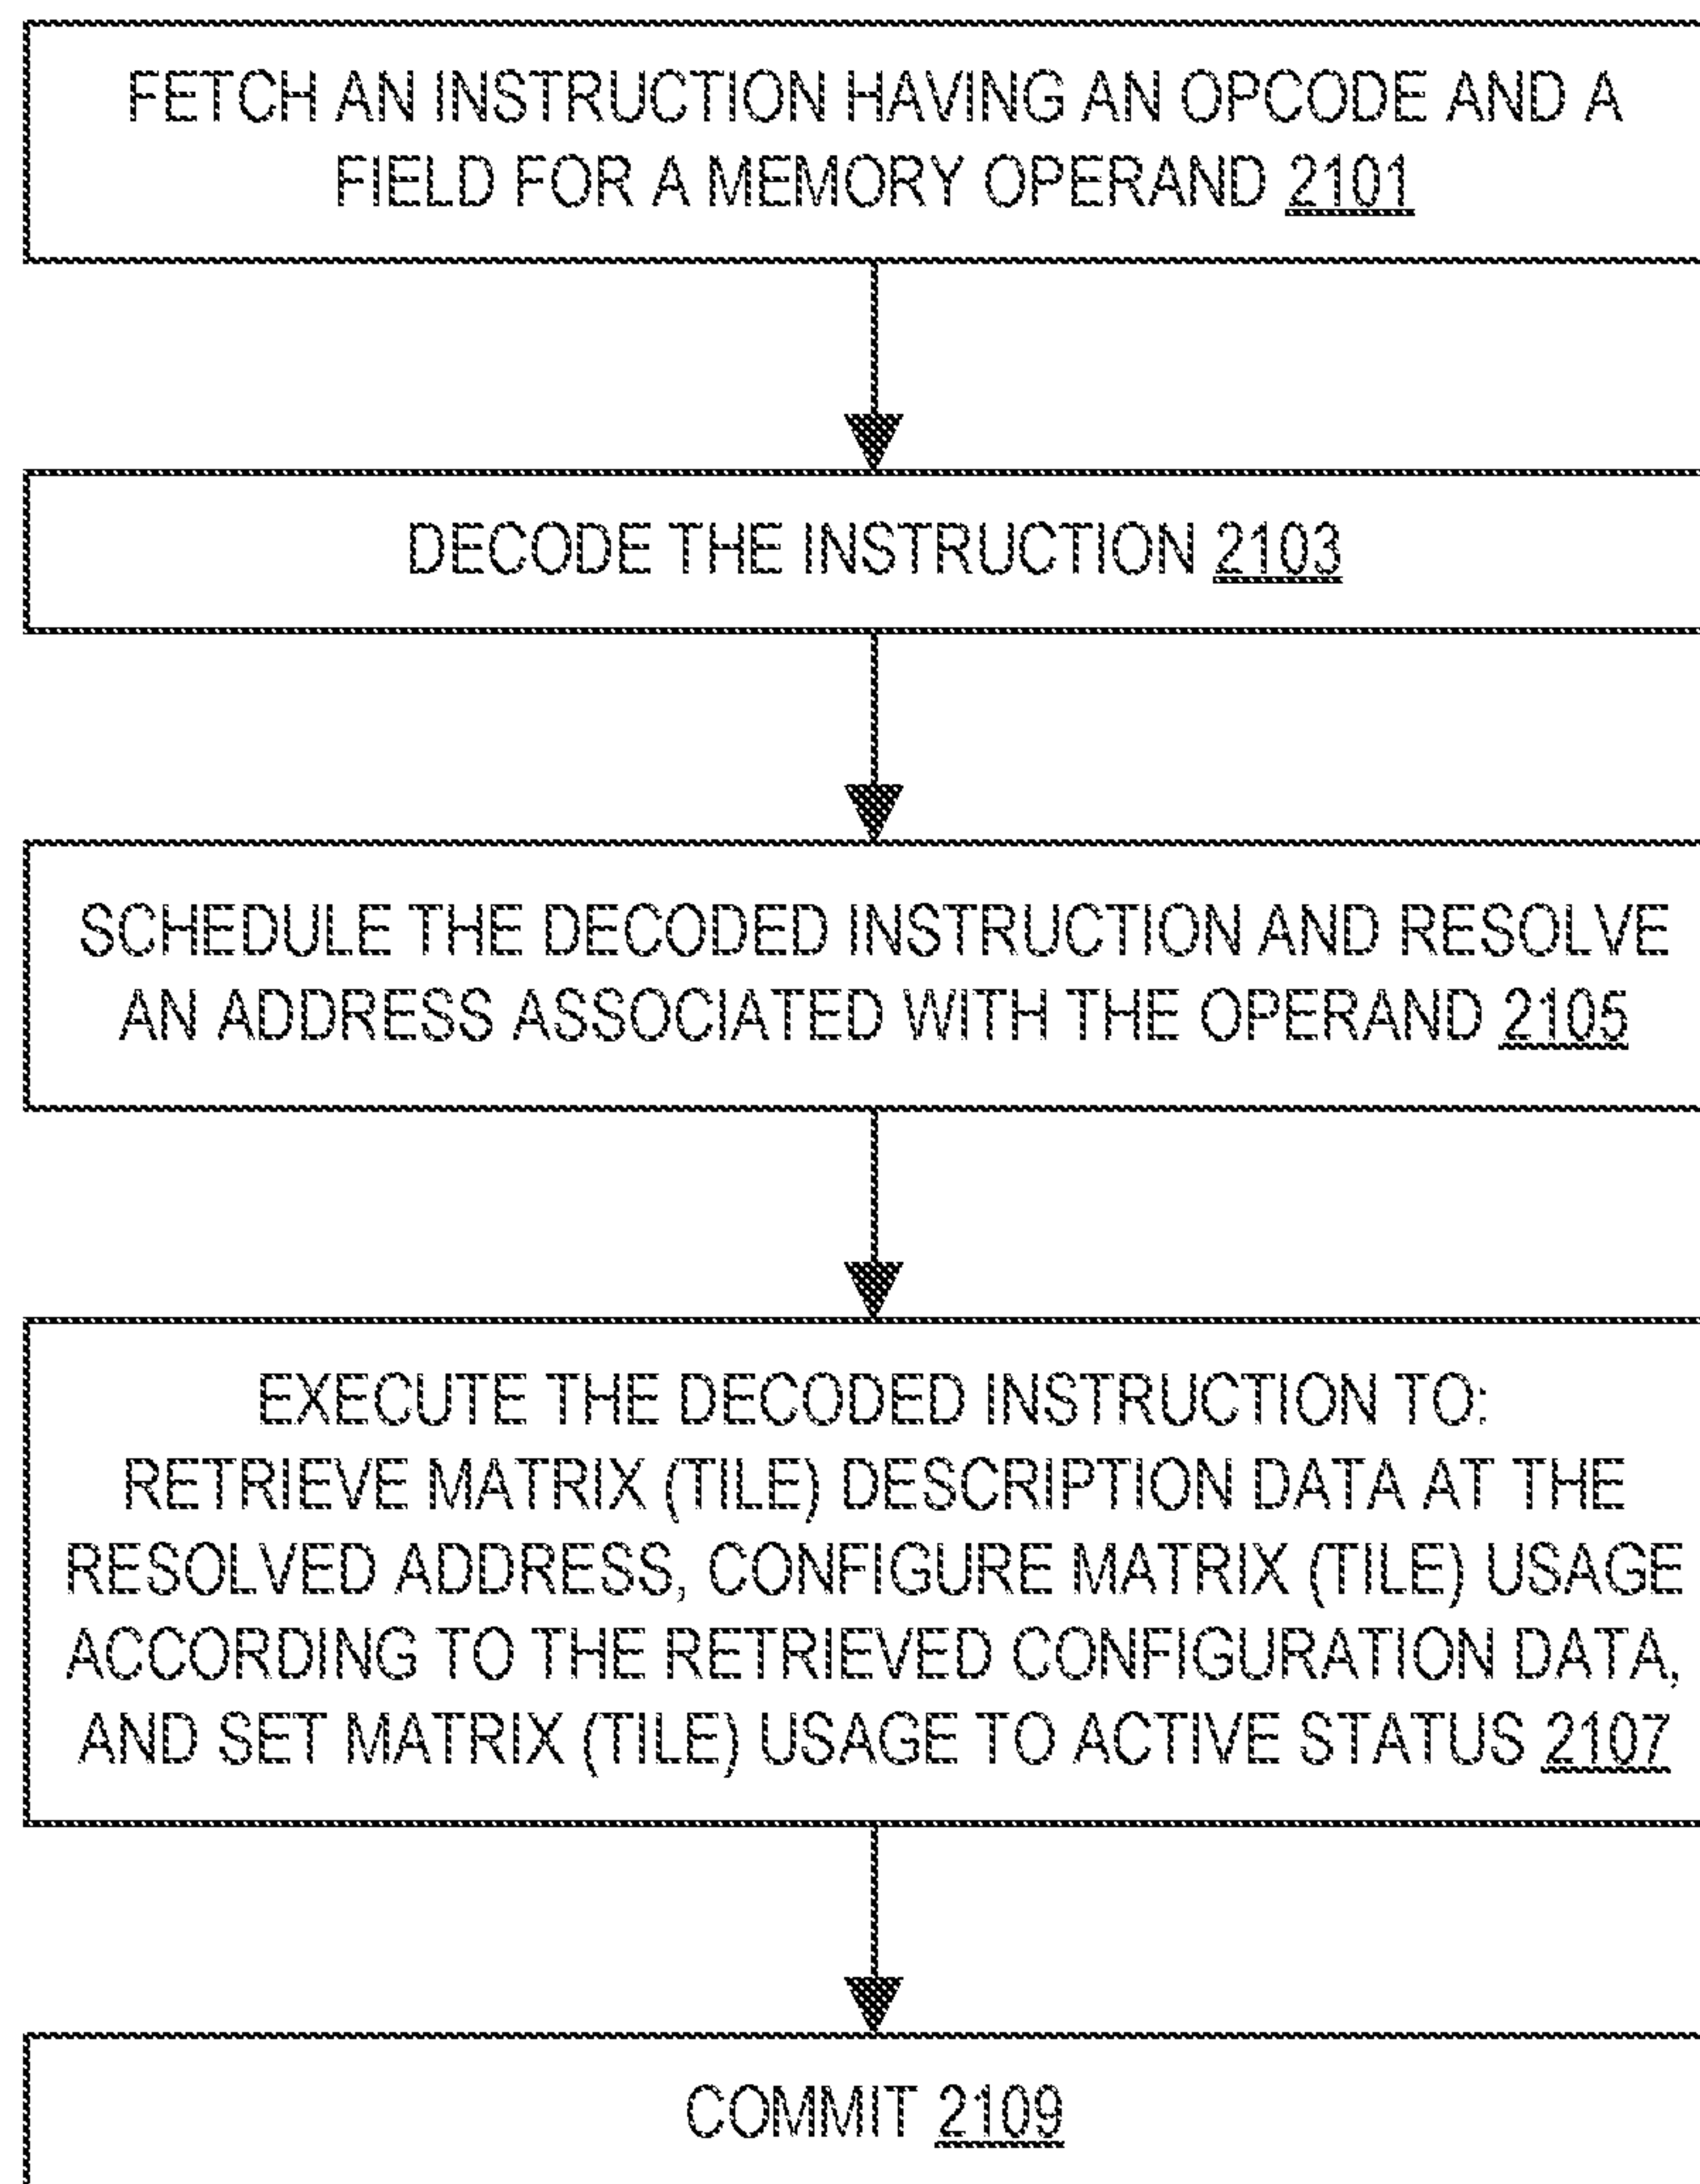 FETCH AN INSTRUCTION HAVING AN OPCODE AND A
FIELD FOR A MEMORY OPERAND 2101
DECODE THE INSTRUCTION 2103
SCHEDULE THE DECODED INSTRUCTION AND RESOLVE
AN ADDRESS ASSOCIATED WITH THE OPERAND 2105
EXECUTE THE DECODED INSTRUCTION TO:
RETRIEVE MATRIX (TILE) DESCRIPTION DATA AT THE
RESOLVED ADDRESS, CONFIGURE MATRIX (TILE) USAGE
ACCORDING TO THE RETRIEVED CONFIGURATION DATA,
AND SET MATRIX (TILE) USAGE TO ACTIVE STATUS 2107
COMMIT 2109